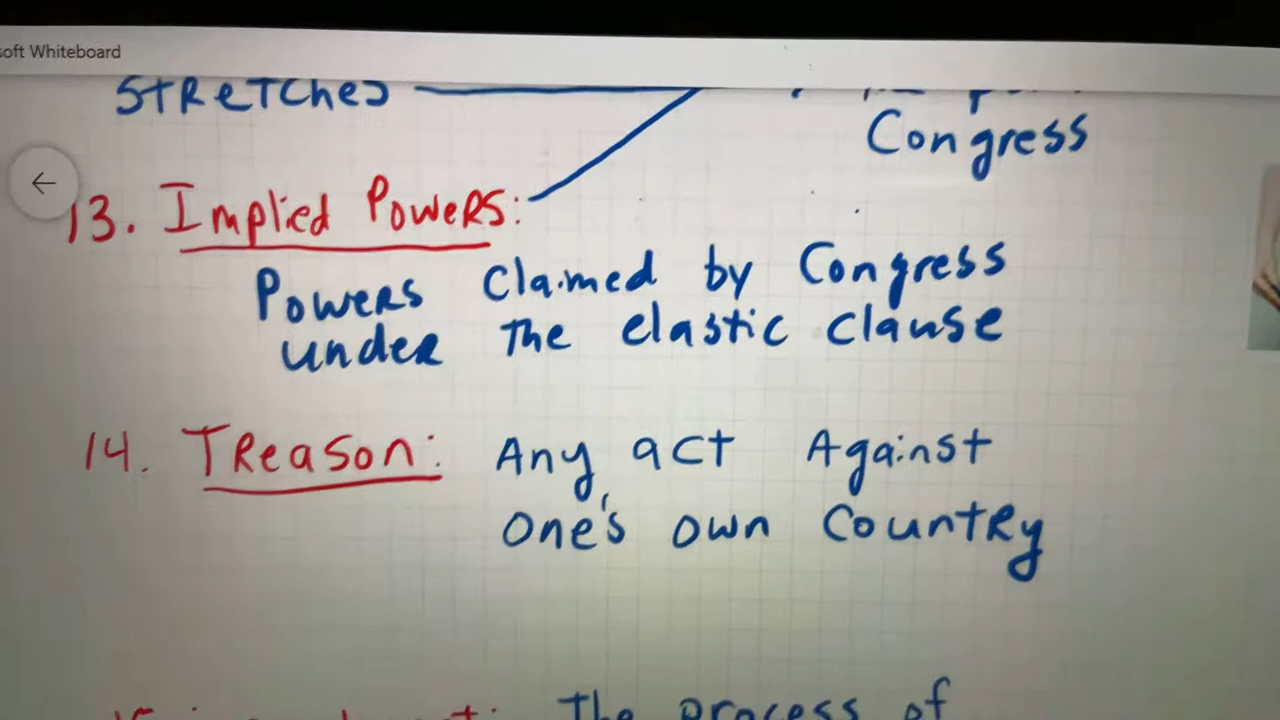 soft Whiteboard
STRETCHES
Congress
13. Implied Powers:
Powers Claimed by Congress
under The elastic clause
14. Treason: Any act Against
one's own Country
The process of